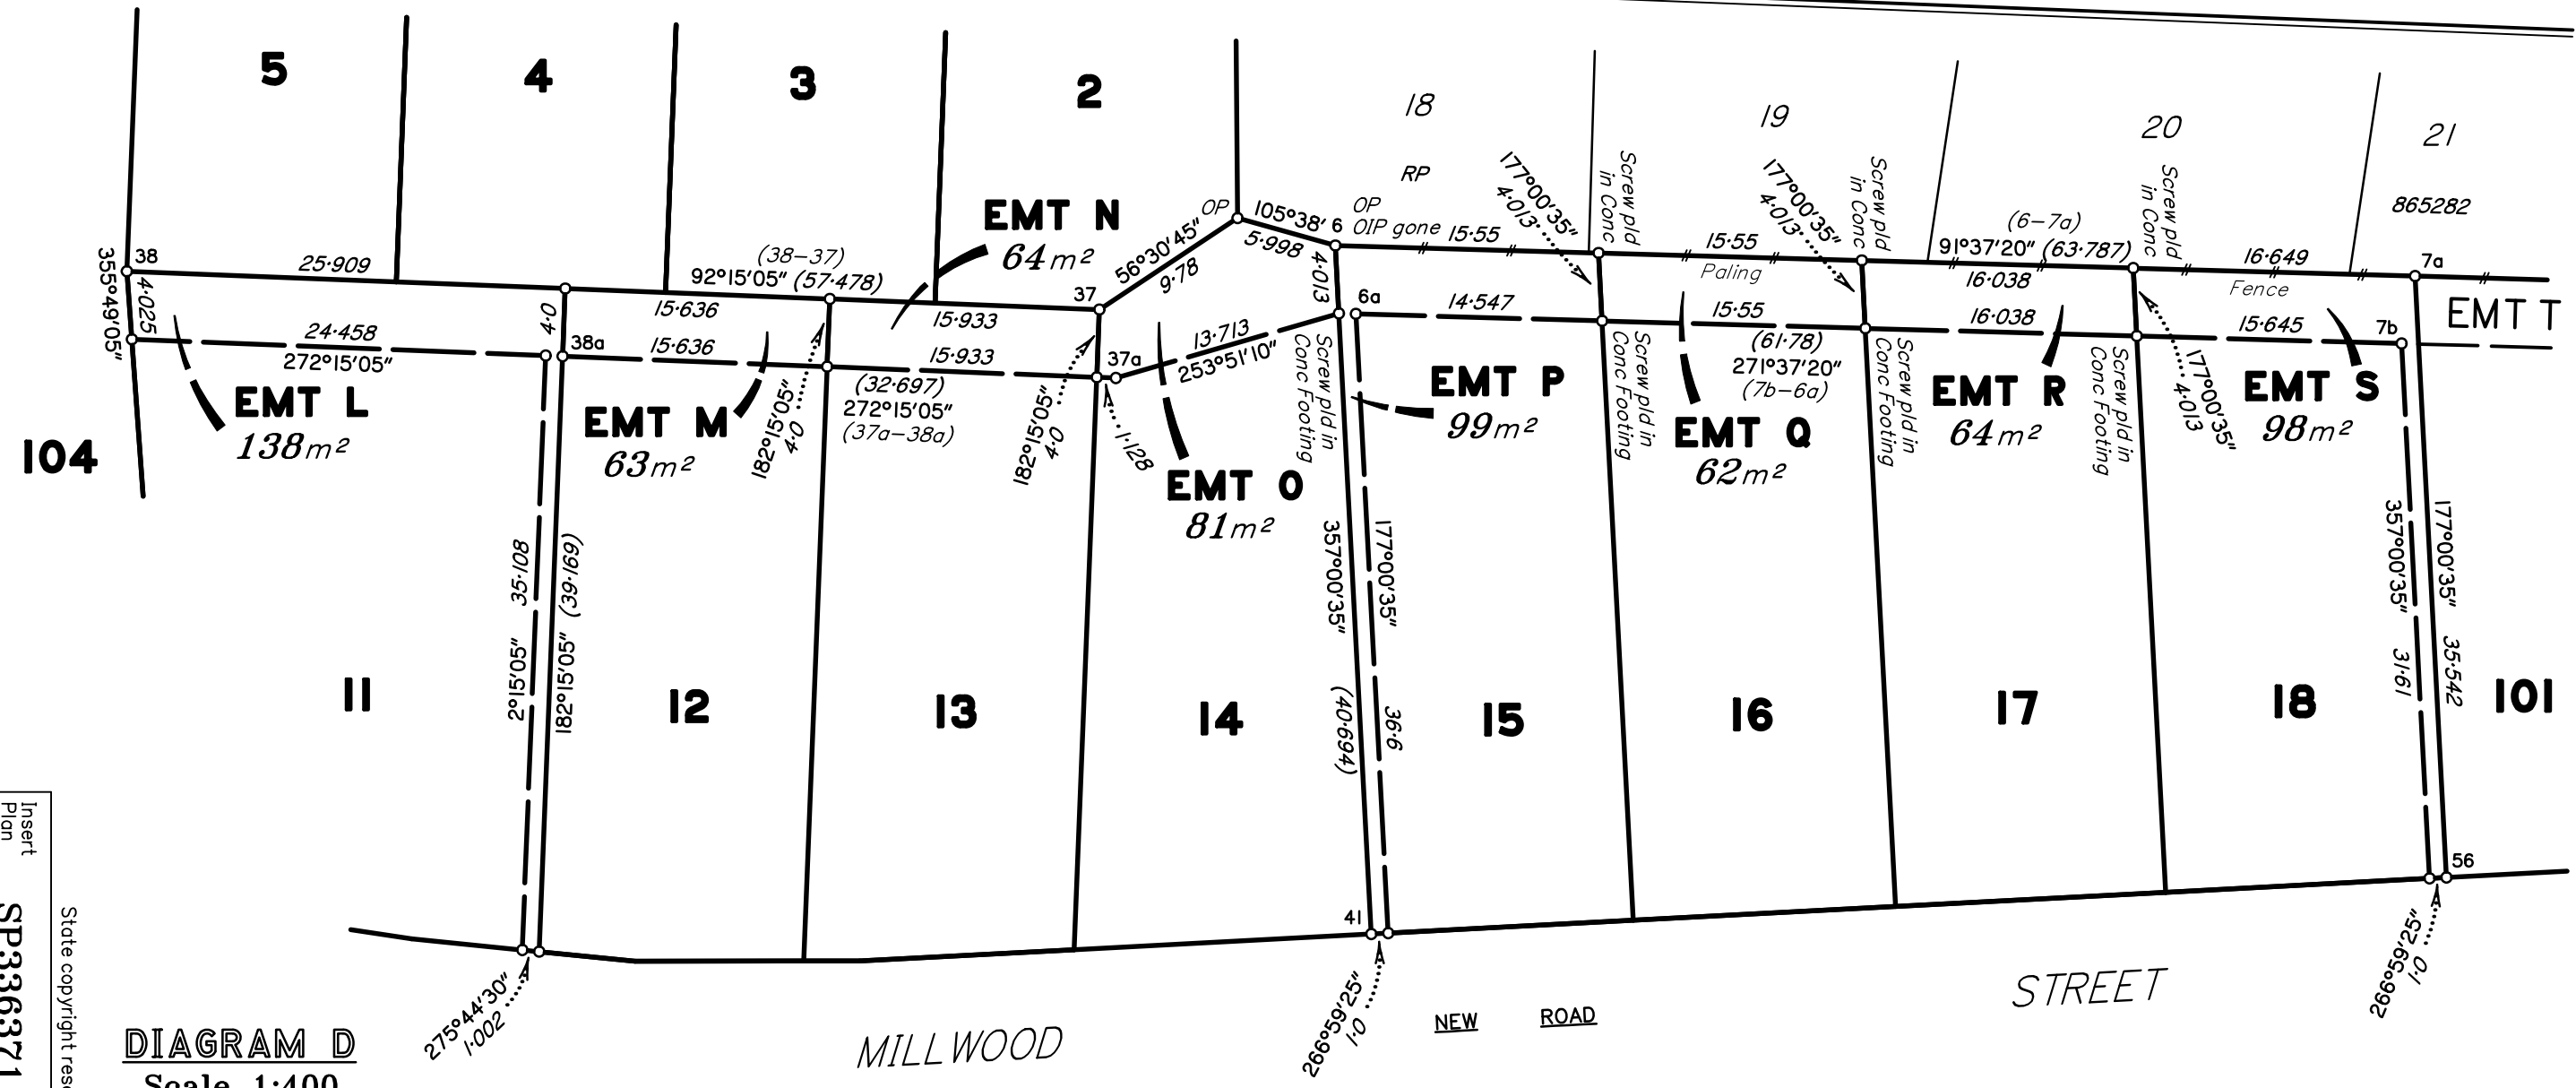 5
4
3
2
18
19
20
21
RP
865282
EMT N
64m²
OP
105°38'
5·998
6
OP
OIP gone
15·55
177°00'35"
4·013
Screw pld
in Conc
15·55
Paling
177°00'35"
4·013
Screw pld
in Conc
(6-7a)
91°37'20" (63·787)
16·038
Screw pld
in Conc
16·649
Fence
7a
EMT T
355°49'05"
38
4·025
25·909
(38-37)
92°15'05" (57·478)
15·636
15·933
37
56°30'45"
9·78
4·013
6a
14·547
15·55
(61·78)
271°37'20"
(7b-6a)
16·038
15·645
7b
24·458
272°15'05"
4·0
38a
15·636
15·933
(32·697)
272°15'05"
(37a-38a)
37a
13·713
253°51'10"
182°15'05"
4·0
182°15'05"
4·0
1·128
177°00'35"
4·013
Screw pld in
Conc Footing
Screw pld in
Conc Footing
Screw pld in
Conc Footing
Screw pld in
Conc Footing
EMT L
138m²
EMT M
63m²
EMT O
81m²
EMT P
99m²
EMT Q
62m²
EMT R
64m²
EMT S
98m²
104
11
12
13
14
15
16
17
18
101
2°15'05" 35·108
182°15'05" (39·169)
357°00'35" (40·694)
177°00'35" 36·6
357°00'35" 31·61
177°00'35" 35·542
41
56
275°44'30"
1·002
266°59'25"
1·0
266°59'25"
1·0
MILLWOOD
STREET
NEW ROAD
DIAGRAM D
Scale 1:400
Insert
Plan
SP336371
State copyright